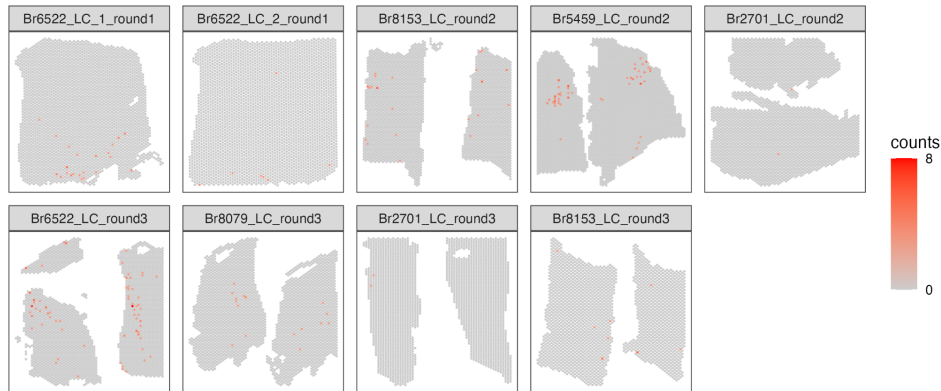 Br6522_LC_1_round1
Br6522_LC_2_round1
Br8153_LC_round2
Br5459_LC_round2
Br2701_LC_round2
counts
8
0
Br6522_LC_round3
Br8079_LC_round3
Br2701_LC_round3
Br8153_LC_round3